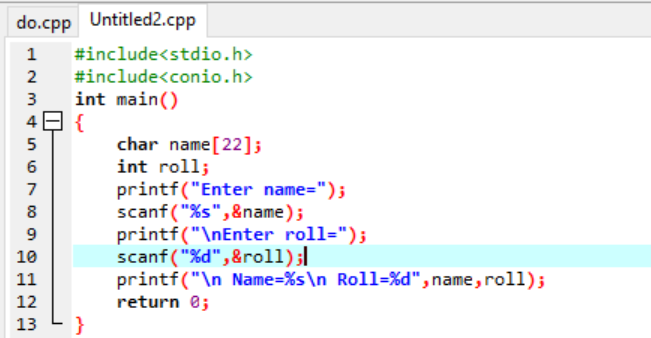 do.cpp Untitled2.cpp
1 #include<stdio.h>
2 #include<conio.h>
3 int main()
4 {
5 char name[22];
6 int roll;
7 printf("Enter name=");
8 scanf("%s",&name);
9 printf("\nEnter roll=");
10 scanf("%d",&roll);
11 printf("\n Name=%s\n Roll=%d",name,roll);
12 return 0;
13 }